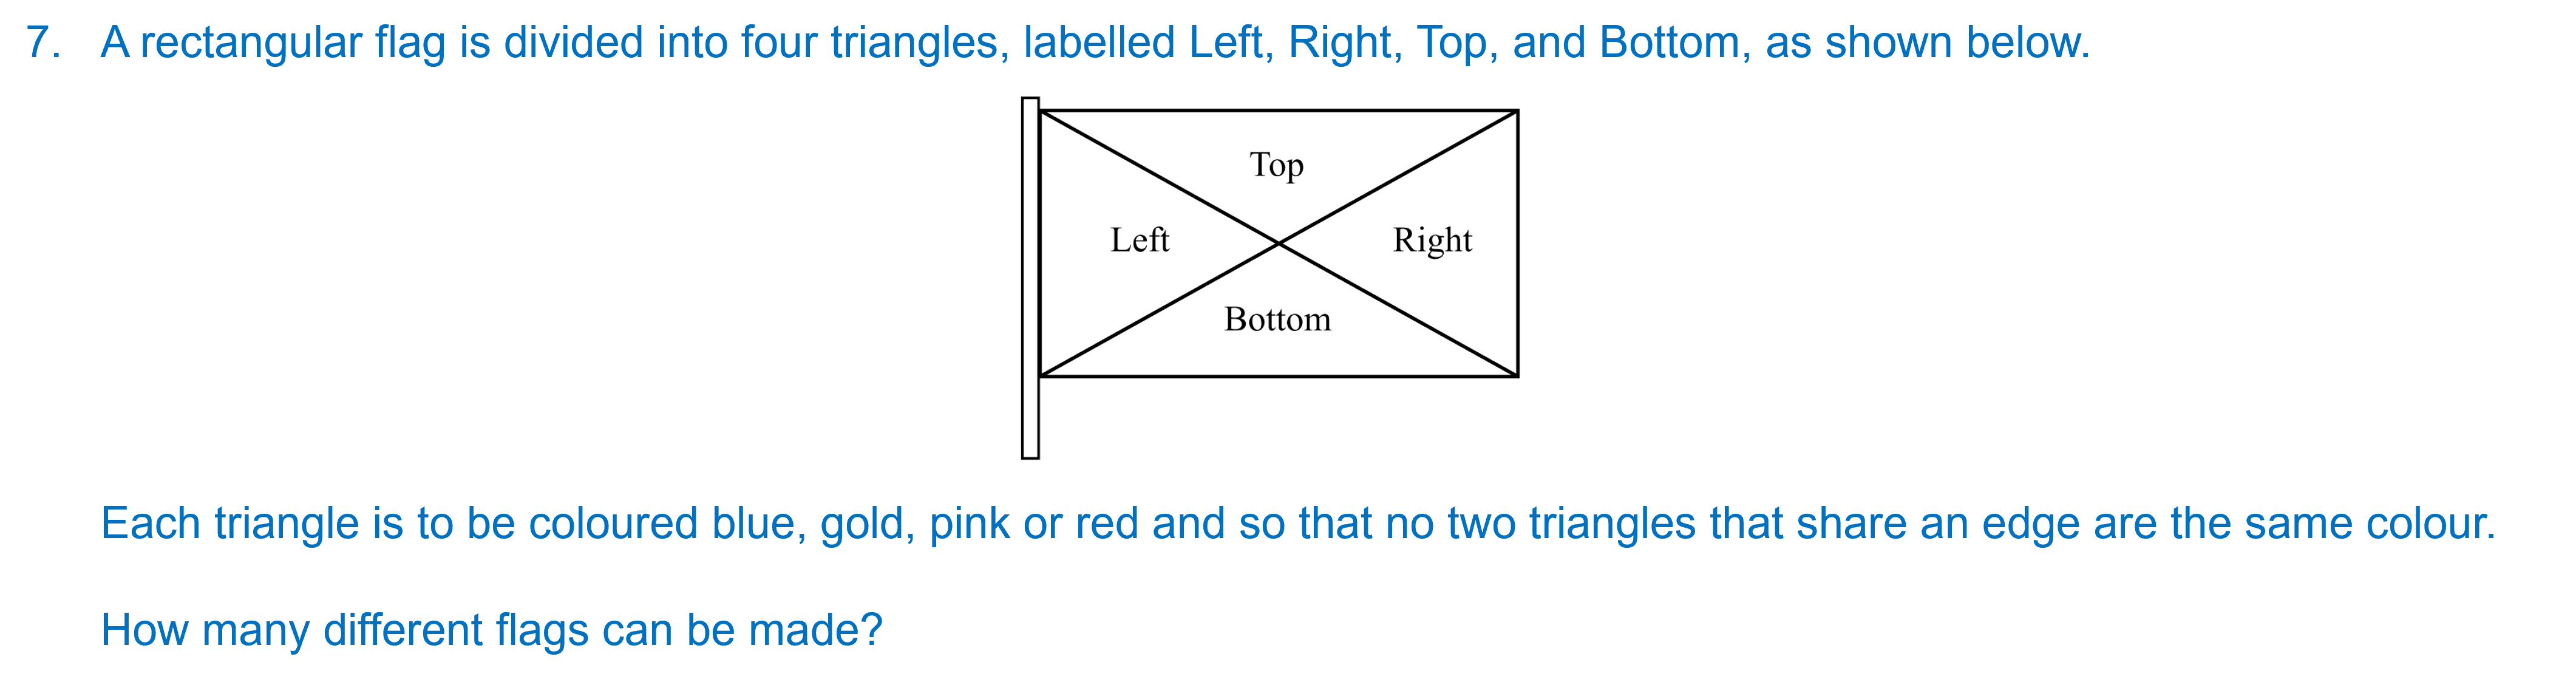 7. A rectangular flag is divided into four triangles, labelled Left, Right, Top, and Bottom, as shown below.
Top
Left
Right
Bottom
Each triangle is to be coloured blue, gold, pink or red and so that no two triangles that share an edge are the same colour.
How many different flags can be made?